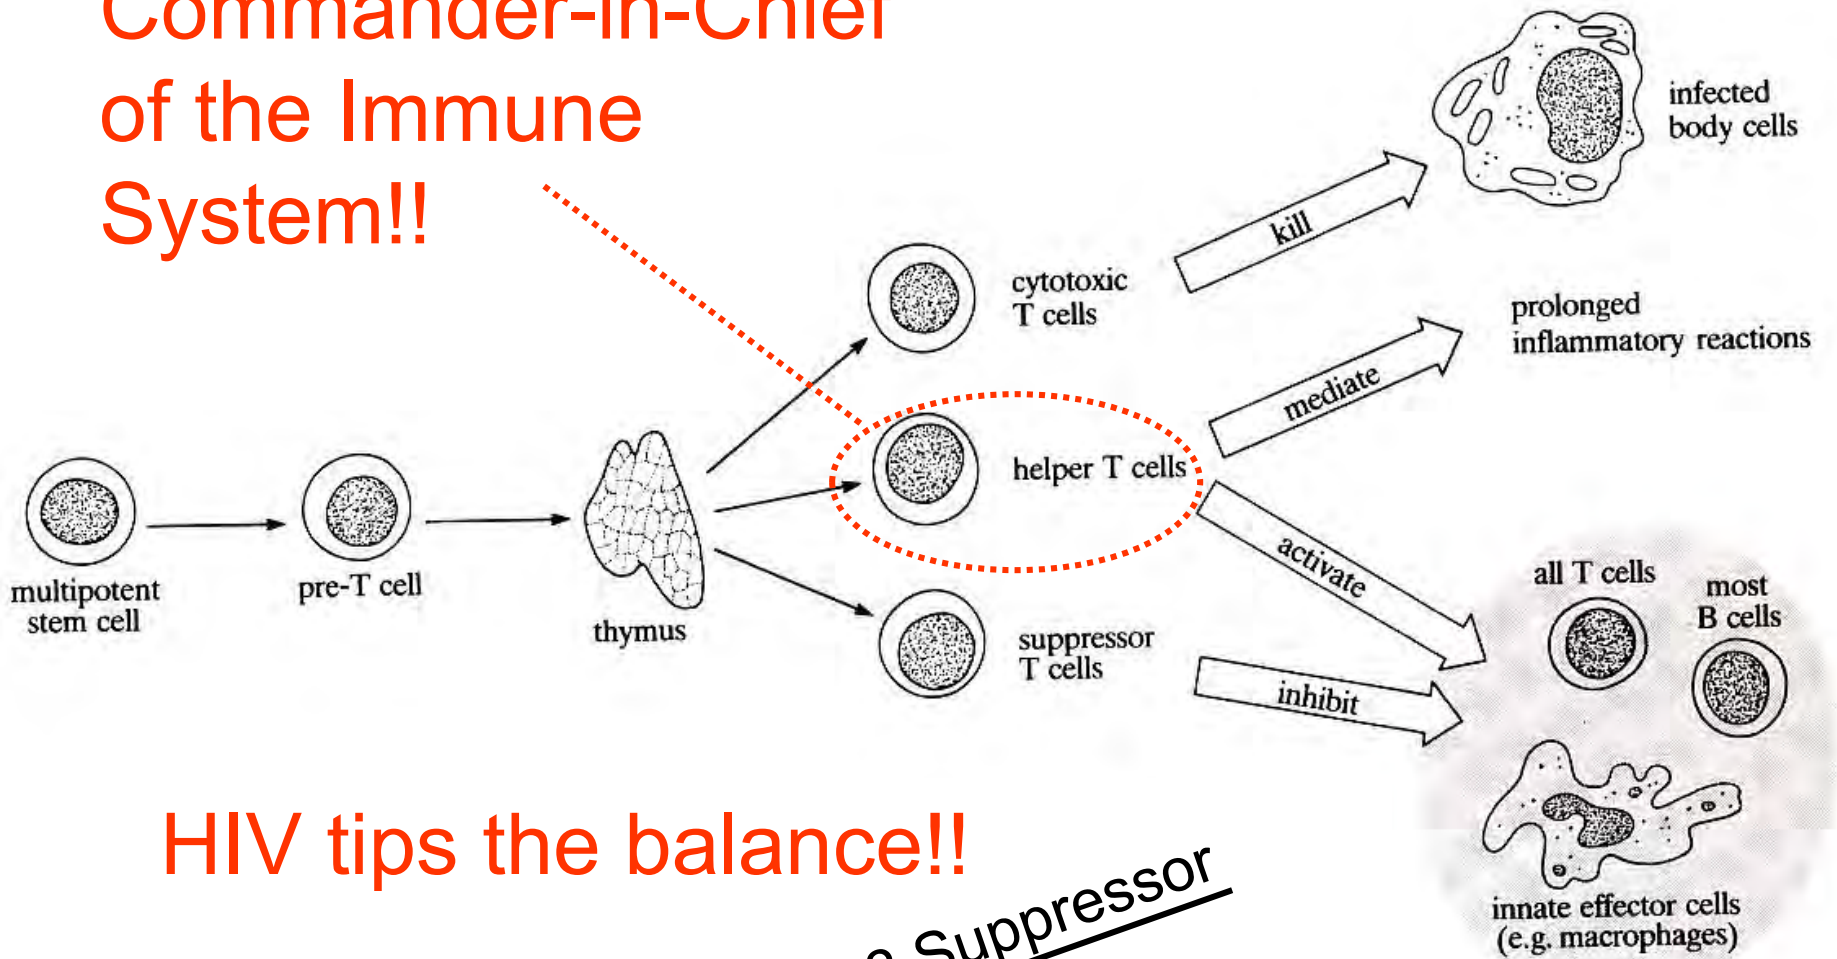 Commander-in-Chief
of the Immune
System!!
infected
body cells
kill
cytotoxic
T cells
prolonged
inflammatory reactions
mediate
helper T cells
multipotent
stem cell
pre-T cell
thymus
activate
all T cells
most
B cells
suppressor
T cells
inhibit
innate effector cells
(e.g. macrophages)
HIV tips the balance!!
Suppressor